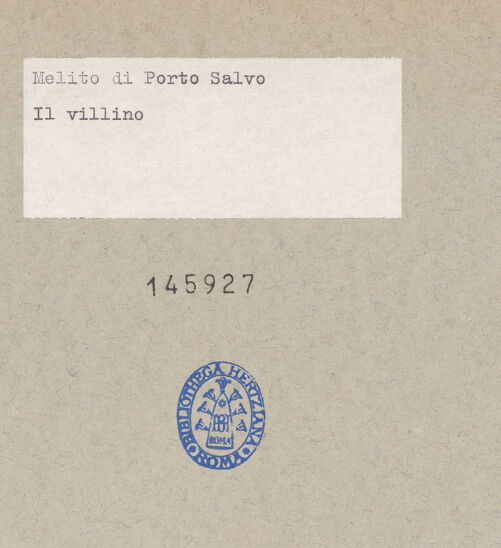 Melito di Porto Salvo
Il villino
145927
BIBLIOTHECA HERTZIANA
ROMA
ROMA